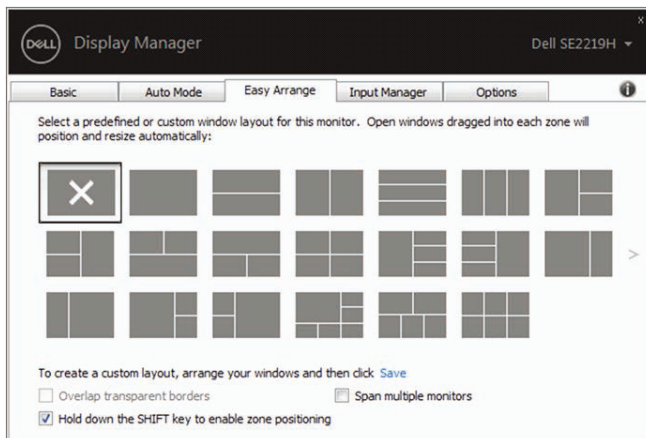 x
DELL Display Manager Dell SE2219H
Basic Auto Mode Easy Arrange Input Manager Options i
Select a predefined or custom window layout for this monitor. Open windows dragged into each zone will
position and resize automatically:
>
To create a custom layout, arrange your windows and then click Save
Overlap transparent borders Span multiple monitors
Hold down the SHIFT key to enable zone positioning